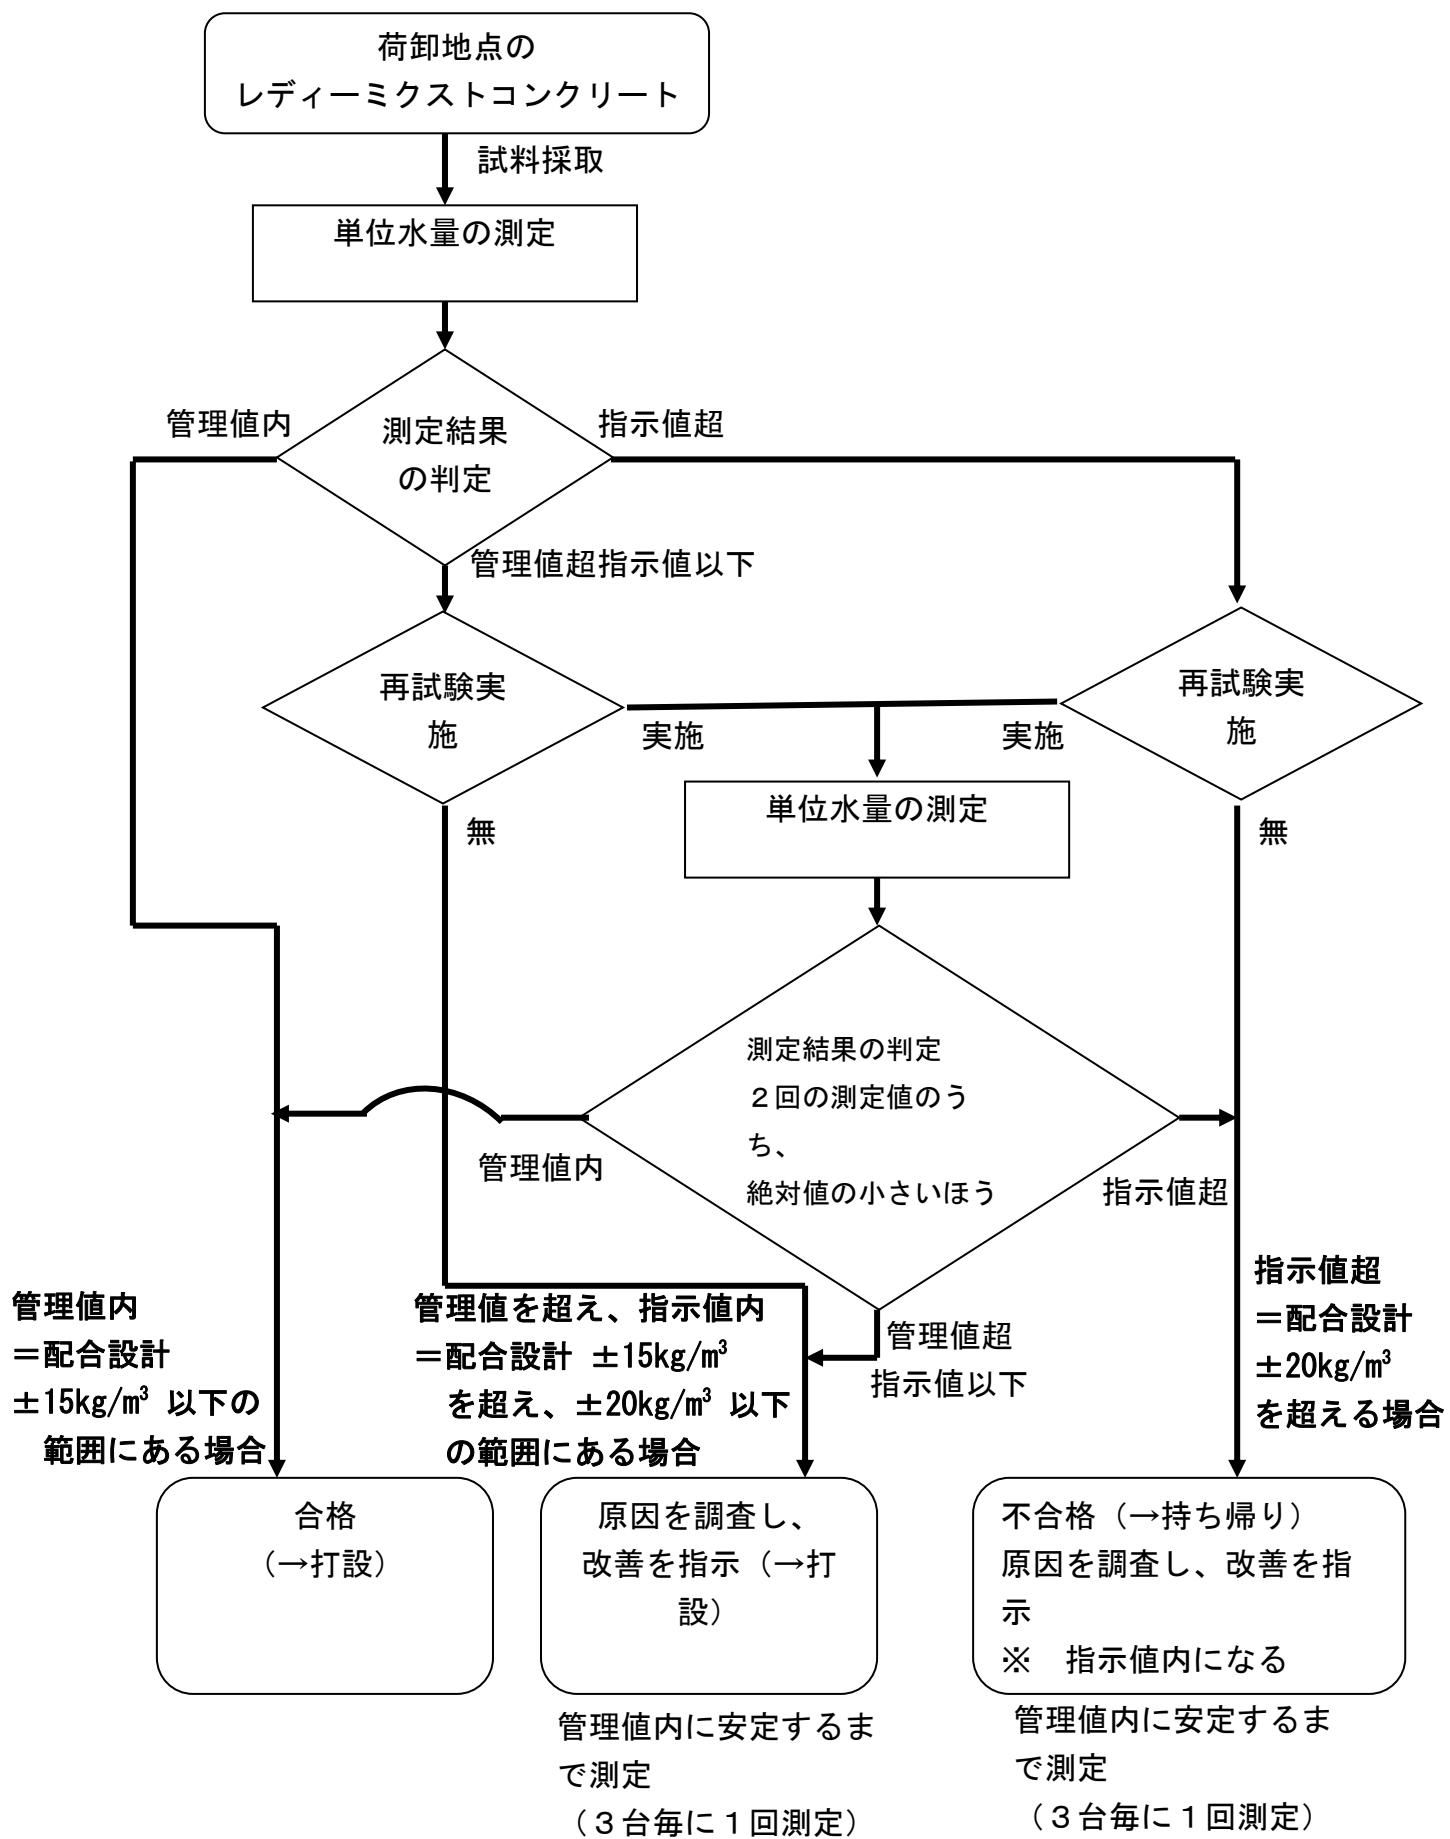 荷卸地点の
レディーミクストコンクリート
試料採取
単位水量の測定
管理値内
測定結果
の判定
指示値超
管理値超指示値以下
再試験実
施
実施
実施
再試験実
施
無
単位水量の測定
無
測定結果の判定
２回の測定値のう
ち、
絶対値の小さいほう
管理値内
指示値超
管理値内
＝配合設計
±15kg/m³ 以下の
範囲にある場合
管理値を超え、指示値内
＝配合設計 ±15kg/m³
を超え、±20kg/m³ 以下
の範囲にある場合
管理値超
指示値以下
指示値超
＝配合設計
±20kg/m³
を超える場合
合格
（→打設）
原因を調査し、
改善を指示（→打
設）
不合格（→持ち帰り）
原因を調査し、改善を指
示
※　指示値内になる
管理値内に安定するま
で測定
（３台毎に１回測定）
管理値内に安定するま
で測定
（３台毎に１回測定）